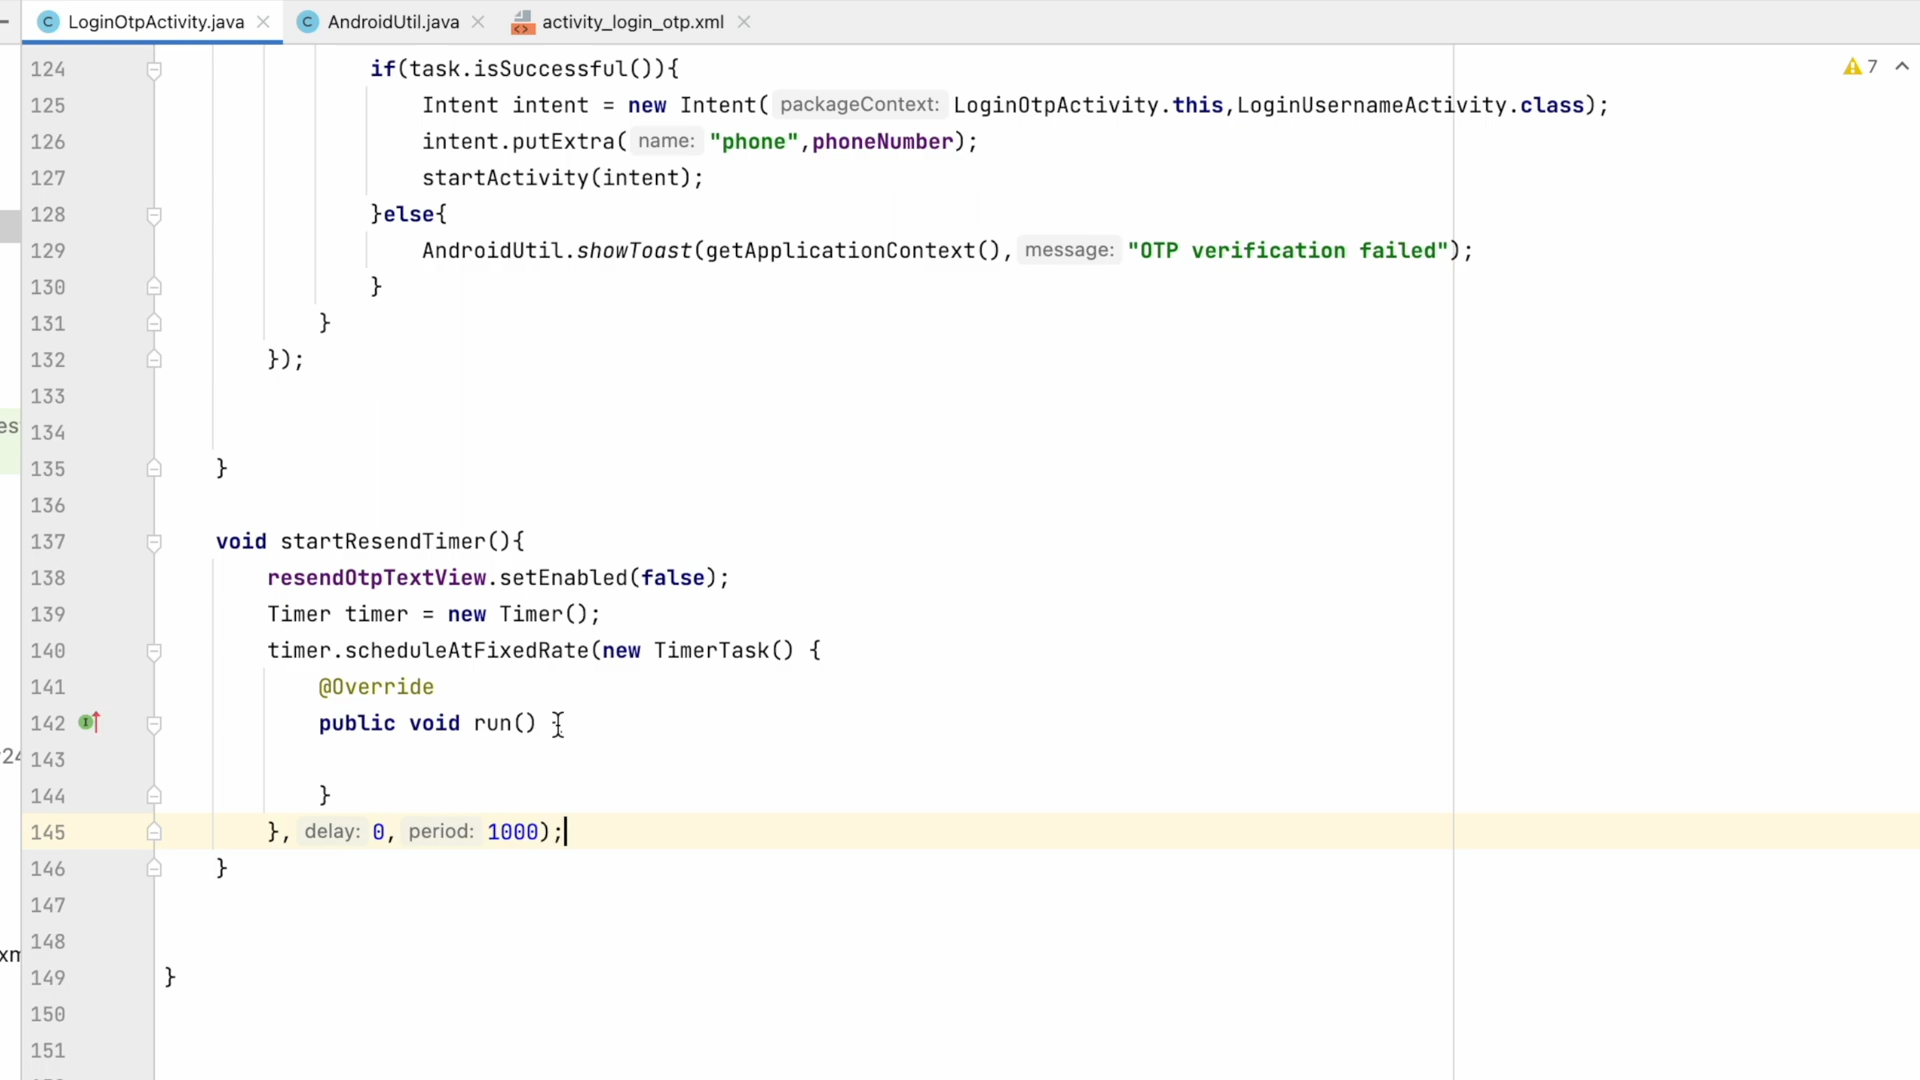 LoginOtpActivity.java AndroidUtil.java activity_login_otp.xml
7
124 if(task.isSuccessful()){
125 Intent intent = new Intent( packageContext: LoginOtpActivity.this,LoginUsernameActivity.class);
126 intent.putExtra( name: "phone",phoneNumber);
127 startActivity(intent);
128 }else{
129 AndroidUtil.showToast(getApplicationContext(), message: "OTP verification failed");
130 }
131 }
132 });
133
es
134
135 }
136
137 void startResendTimer(){
138 resendOtpTextView.setEnabled(false);
139 Timer timer = new Timer();
140 timer.scheduleAtFixedRate(new TimerTask() {
141 @Override
142 public void run() {
24
143
144 }
145 }, delay: 0, period: 1000);
146 }
147
148
xm
149 }
150
151